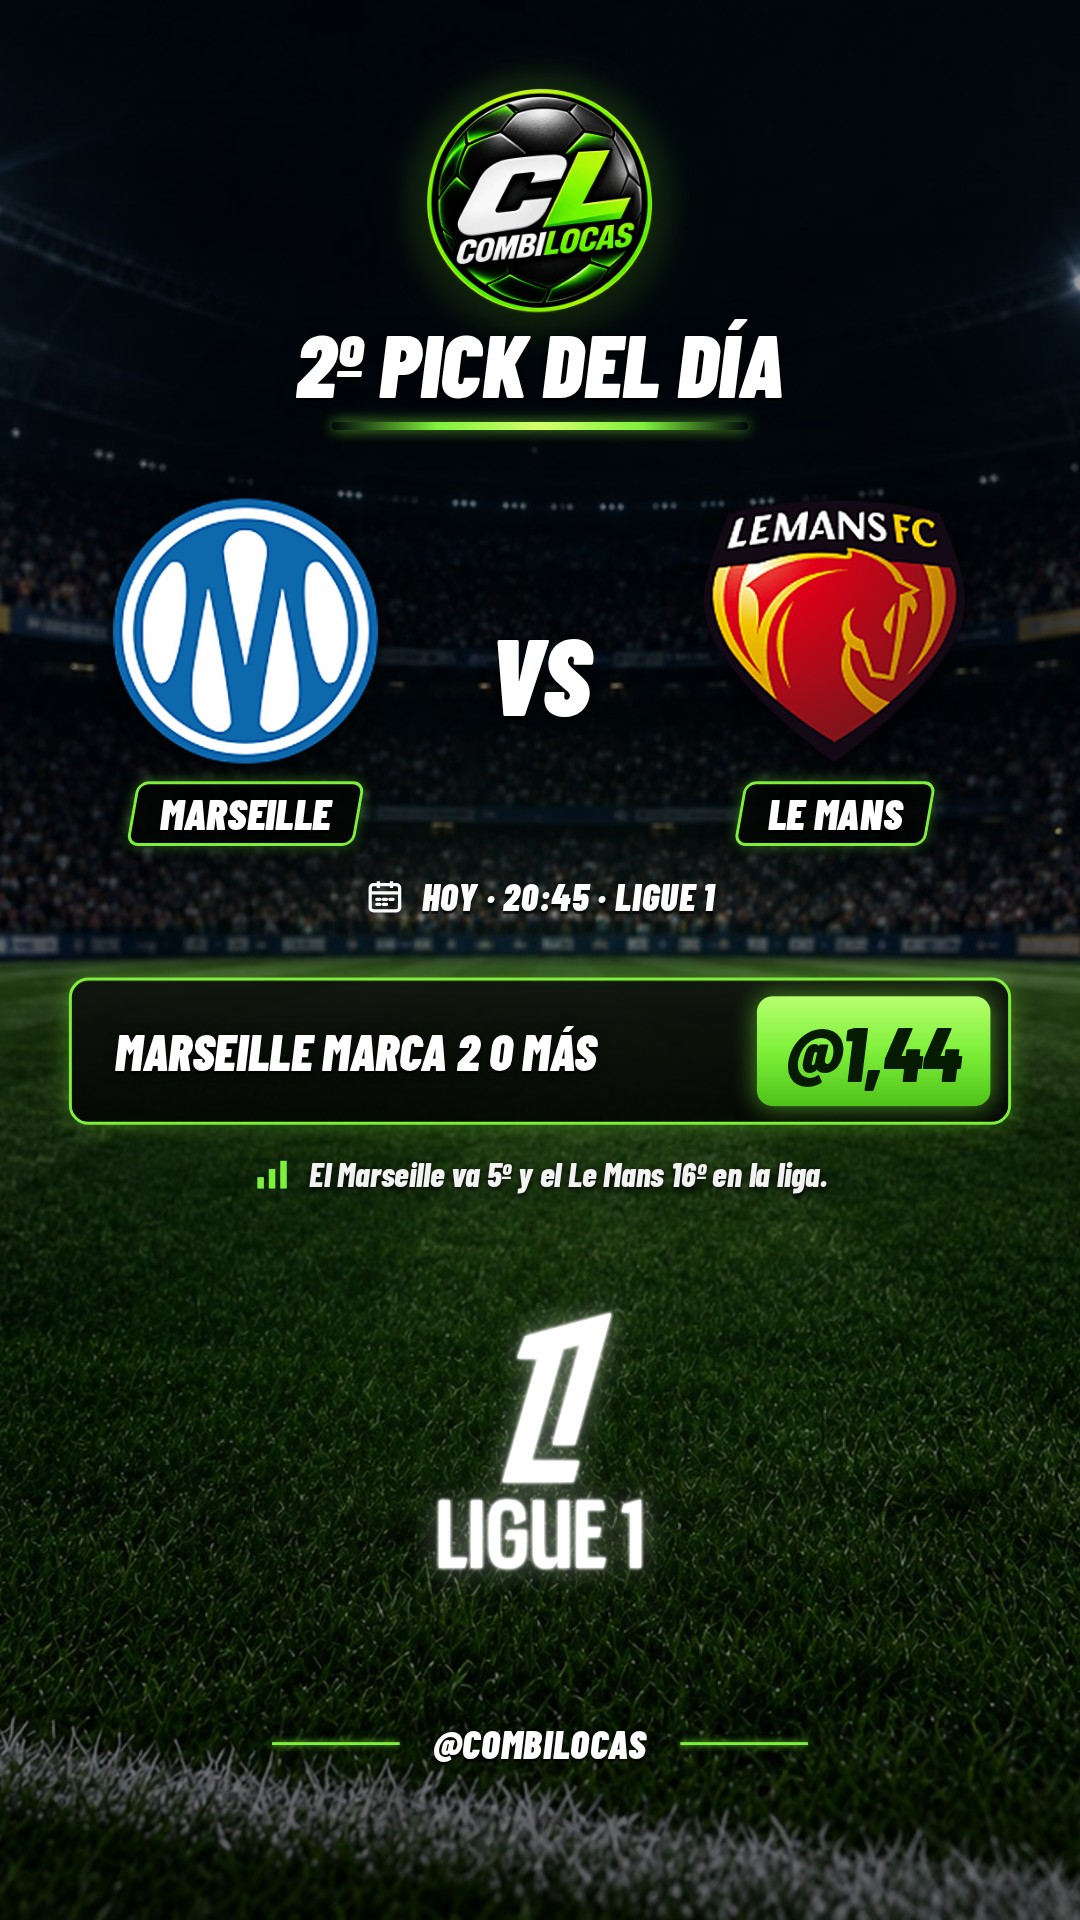 CL
COMBILOCAS
2º PICK DEL DÍA
LEMANS FC
VS
MARSEILLE
LE MANS
HOY · 20:45 · LIGUE 1
MARSEILLE MARCA 2 O MÁS
@1,44
El Marseille va 5º y el Le Mans 16º en la liga.
LIGUE 1
@COMBILOCAS